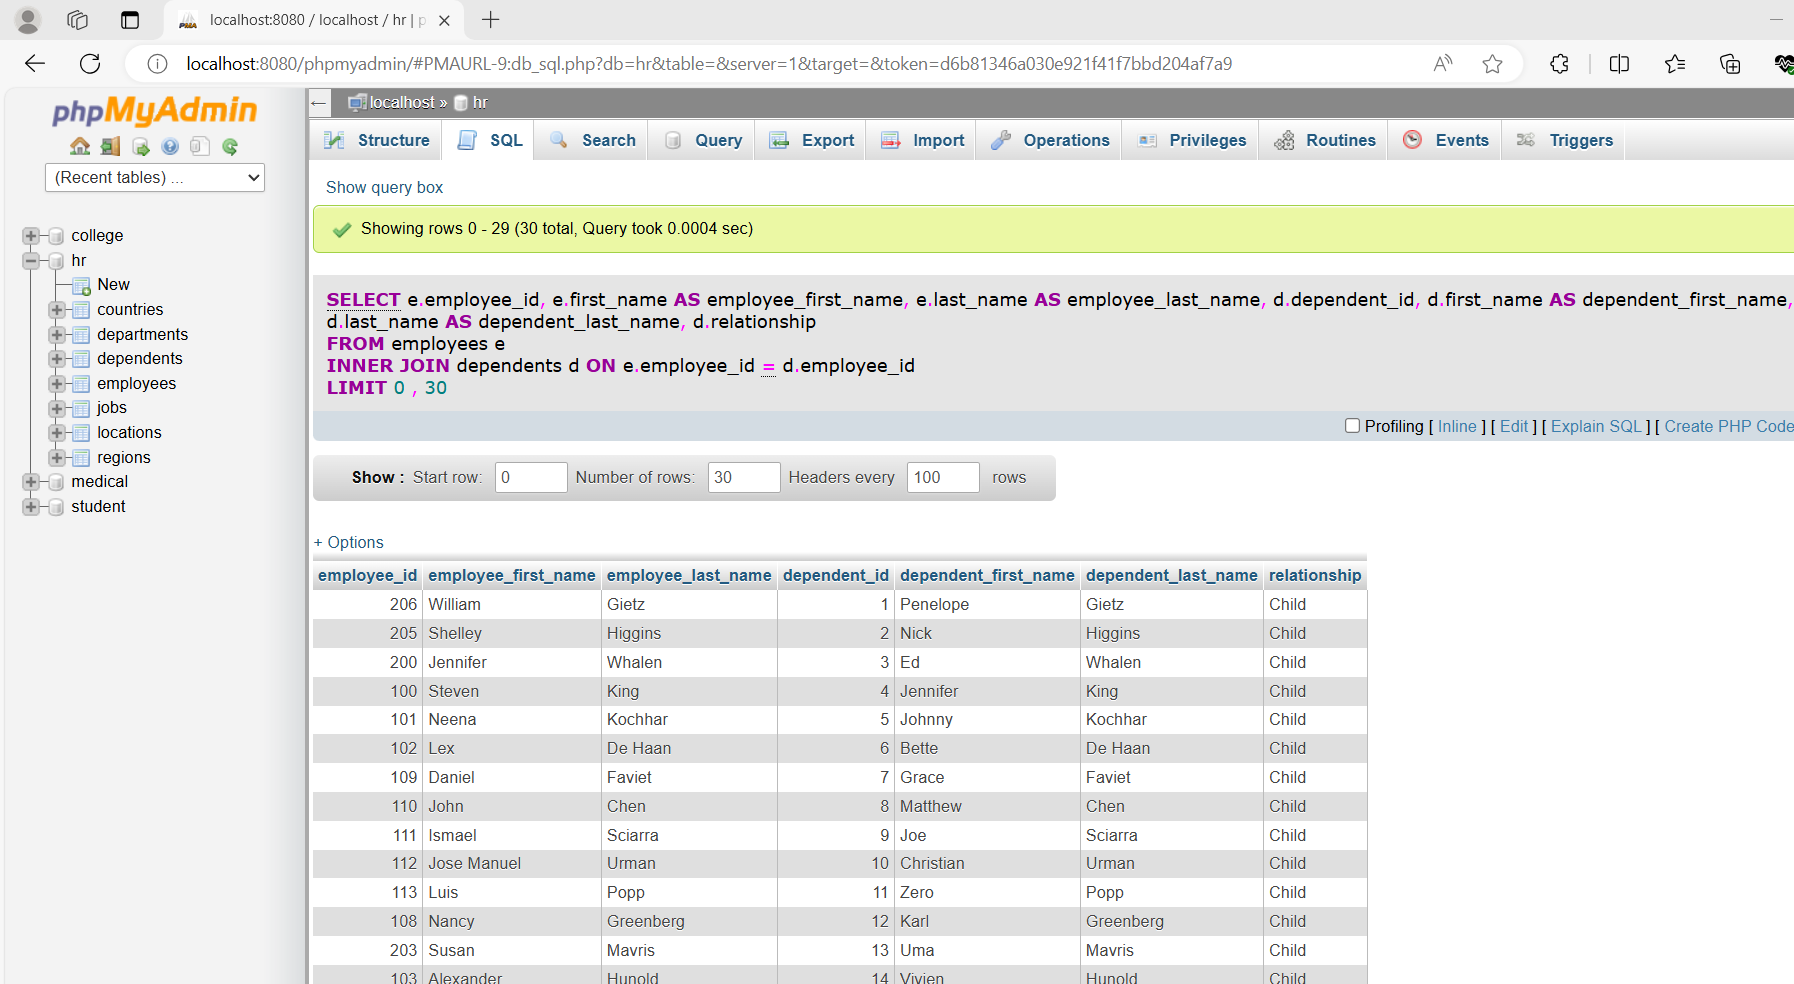 localhost:8080 / localhost / hr | p
localhost:8080/phpmyadmin/#PMAURL-9:db_sql.php?db=hr&table=&server=1&target=&token=d6b81346a030e921f41f7bbd204af7a9
phpMyAdmin
(Recent tables) ...
college
hr
New
countries
departments
dependents
employees
jobs
locations
regions
medical
student
localhost » hr
Structure SQL Search Query Export Import Operations Privileges Routines Events Triggers
Show query box
Showing rows 0 - 29 (30 total, Query took 0.0004 sec)
SELECT e.employee_id, e.first_name AS employee_first_name, e.last_name AS employee_last_name, d.dependent_id, d.first_name AS dependent_first_name,
d.last_name AS dependent_last_name, d.relationship
FROM employees e
INNER JOIN dependents d ON e.employee_id = d.employee_id
LIMIT 0 , 30
Profiling [ Inline ] [ Edit ] [ Explain SQL ] [ Create PHP Code
Show : Start row: 0 Number of rows: 30 Headers every 100 rows
+ Options
employee_id employee_first_name employee_last_name dependent_id dependent_first_name dependent_last_name relationship
206 William Gietz 1 Penelope Gietz Child
205 Shelley Higgins 2 Nick Higgins Child
200 Jennifer Whalen 3 Ed Whalen Child
100 Steven King 4 Jennifer King Child
101 Neena Kochhar 5 Johnny Kochhar Child
102 Lex De Haan 6 Bette De Haan Child
109 Daniel Faviet 7 Grace Faviet Child
110 John Chen 8 Matthew Chen Child
111 Ismael Sciarra 9 Joe Sciarra Child
112 Jose Manuel Urman 10 Christian Urman Child
113 Luis Popp 11 Zero Popp Child
108 Nancy Greenberg 12 Karl Greenberg Child
203 Susan Mavris 13 Uma Mavris Child
103 Alexander Hunold 14 Vivien Hunold Child